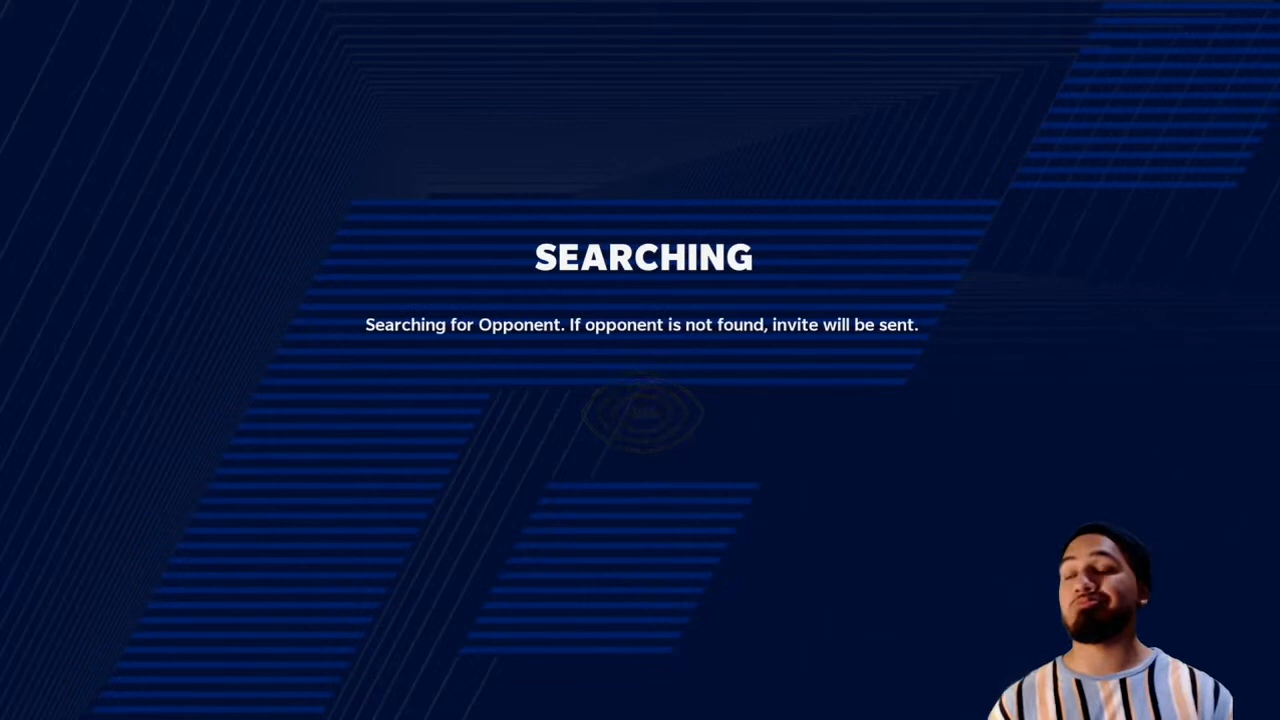 SEARCHING
Searching for Opponent. If opponent is not found, invite will be sent.